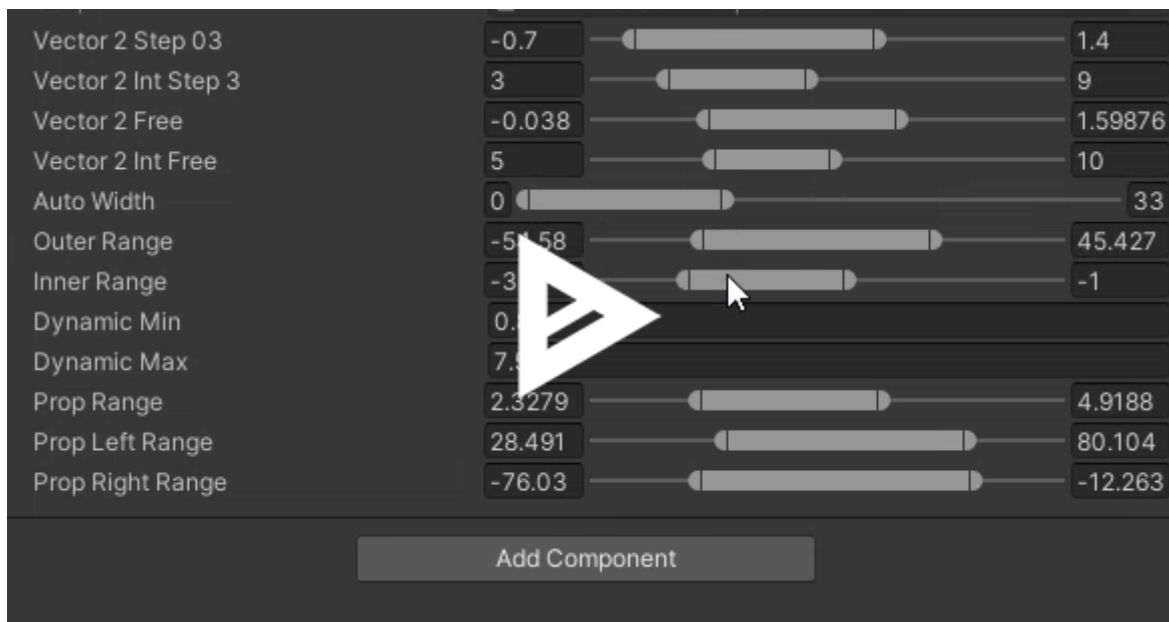 Vector 2 Step 03 -0.7 1.4
Vector 2 Int Step 3 3 9
Vector 2 Free -0.038 1.59876
Vector 2 Int Free 5 10
Auto Width 0 33
Outer Range 45.427
Inner Range -1
Dynamic Min
Dynamic Max
Prop Range 2.3279 4.9188
Prop Left Range 28.491 80.104
Prop Right Range -76.03 -12.263
Add Component